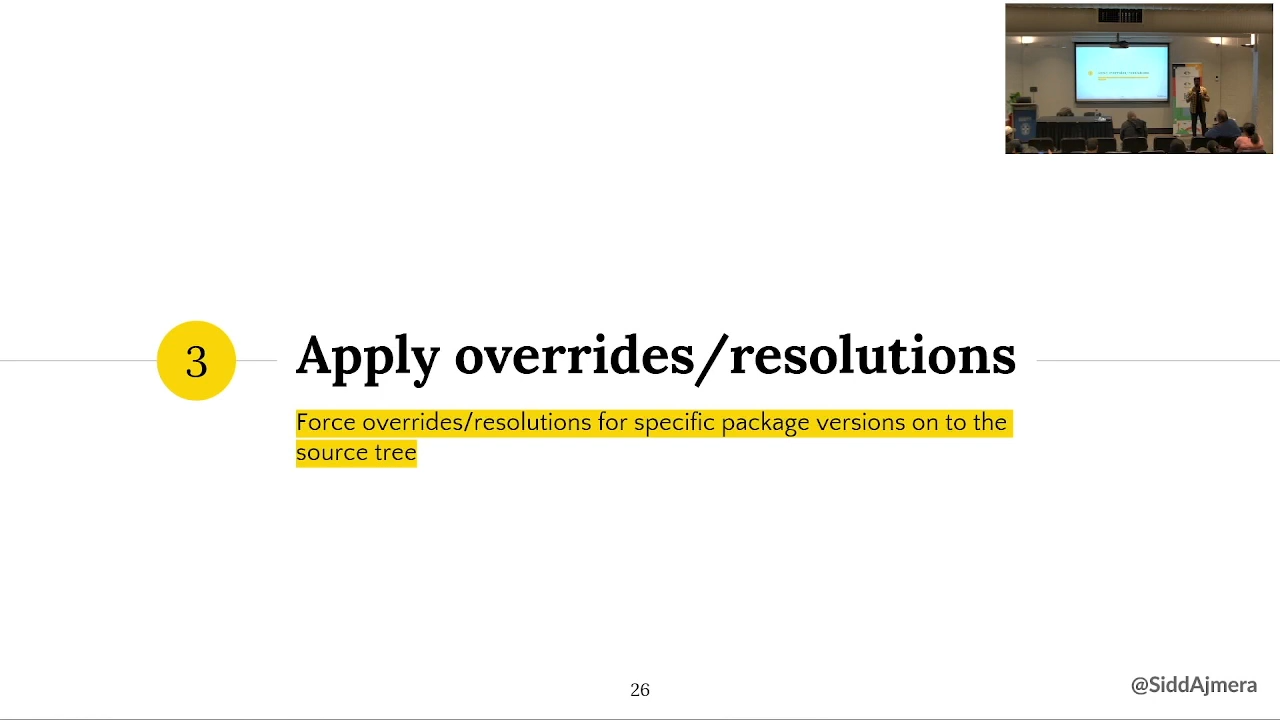 3
Apply overrides/resolutions
Force overrides/resolutions for specific package versions on to the
source tree
26
@SiddAjmera